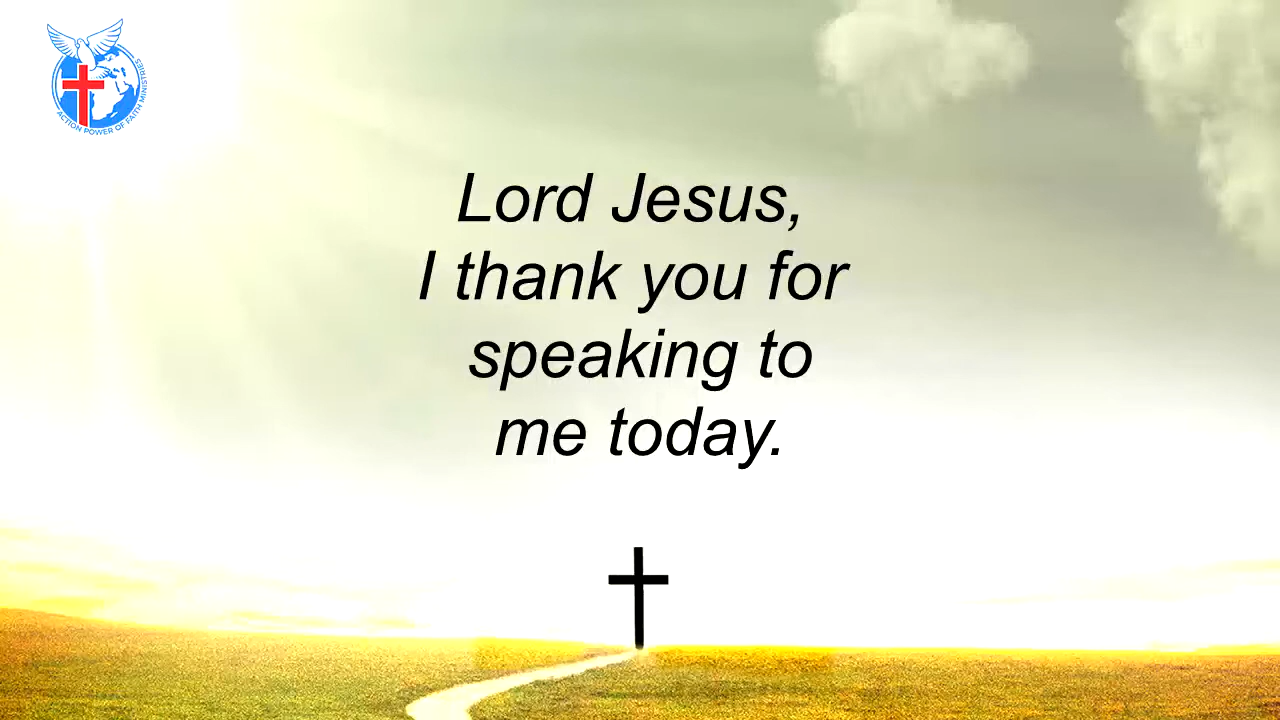 ACTION POWER OF FAITH MINISTRIES
Lord Jesus,
I thank you for
speaking to
me today.